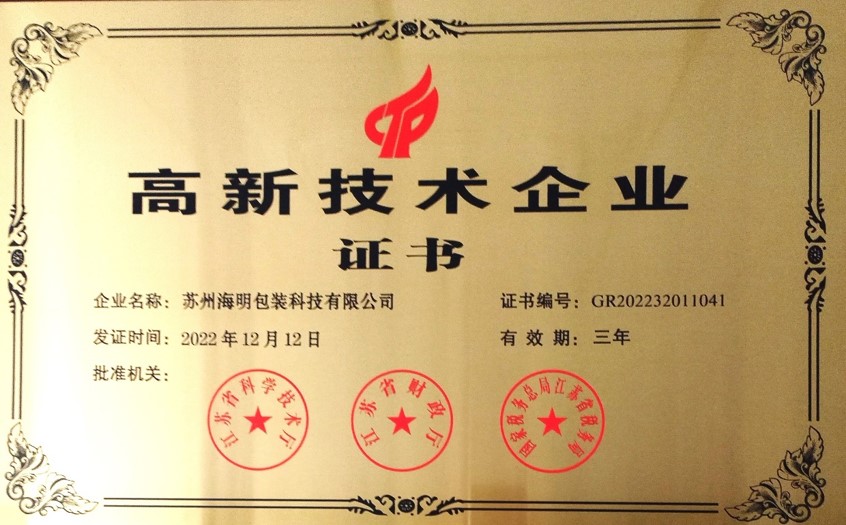 高新技术企业
证书
企业名称：苏州海明包装科技有限公司 证书编号：GR202232011041
发证时间：2022年12月12日 有效期：三年
批准机关：
江苏省科学技术厅
江苏省财政厅
国家税务总局江苏省税务局